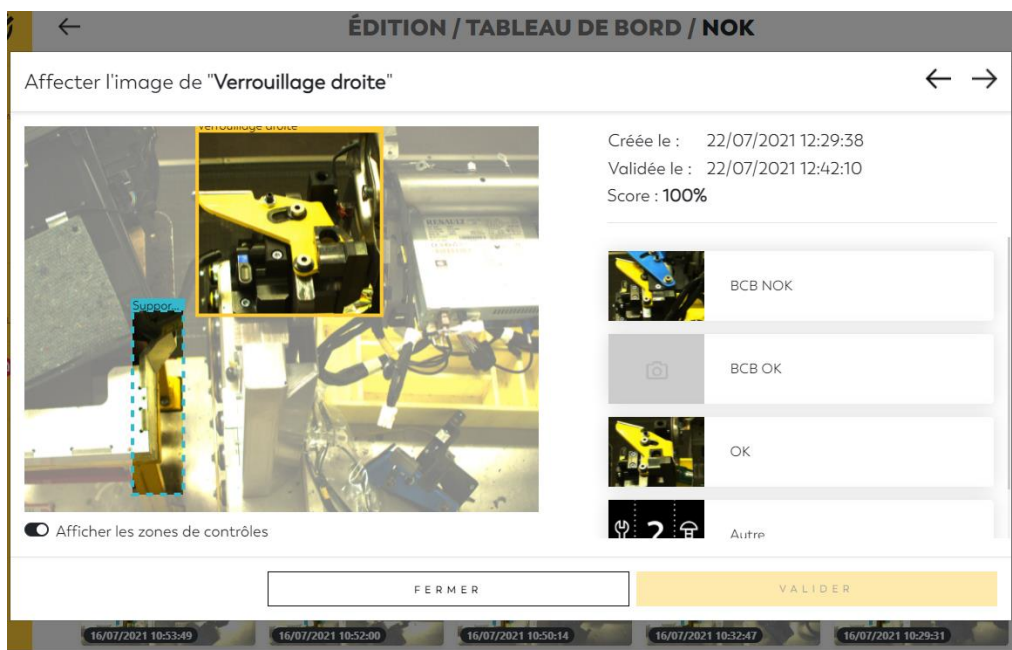 ÉDITION / TABLEAU DE BORD / NOK
Affecter l'image de "Verrouillage droite"
Verrouillage droite
Suppor...
RENAULT
Créée le : 22/07/2021 12:29:38
Validée le : 22/07/2021 12:42:10
Score : 100%
BCB NOK
BCB OK
OK
2
Autre
Afficher les zones de contrôles
FERMER
VALIDER
16/07/2021 10:53:49
16/07/2021 10:52:00
16/07/2021 10:50:14
16/07/2021 10:32:47
16/07/2021 10:29:31